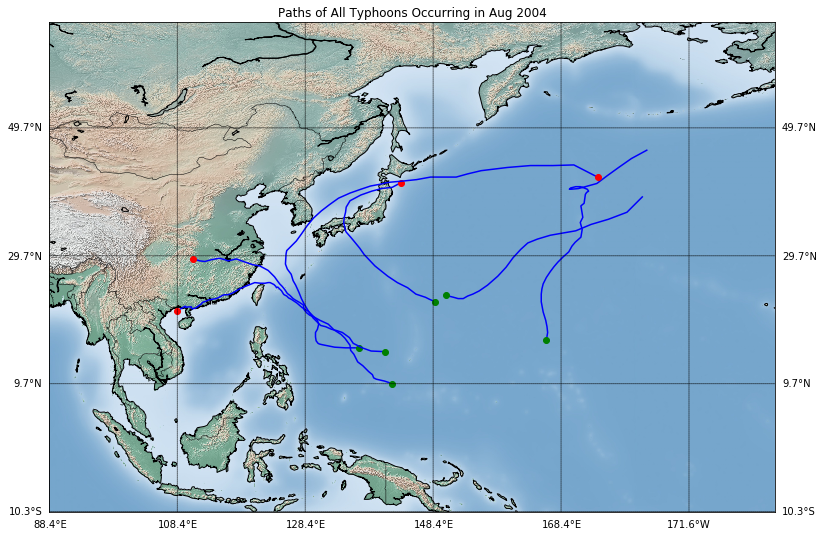 Paths of All Typhoons Occurring in Aug 2004
49.7°N 49.7°N
29.7°N 29.7°N
9.7°N 9.7°N
10.3°S 10.3°S
88.4°E 108.4°E 128.4°E 148.4°E 168.4°E 171.6°W